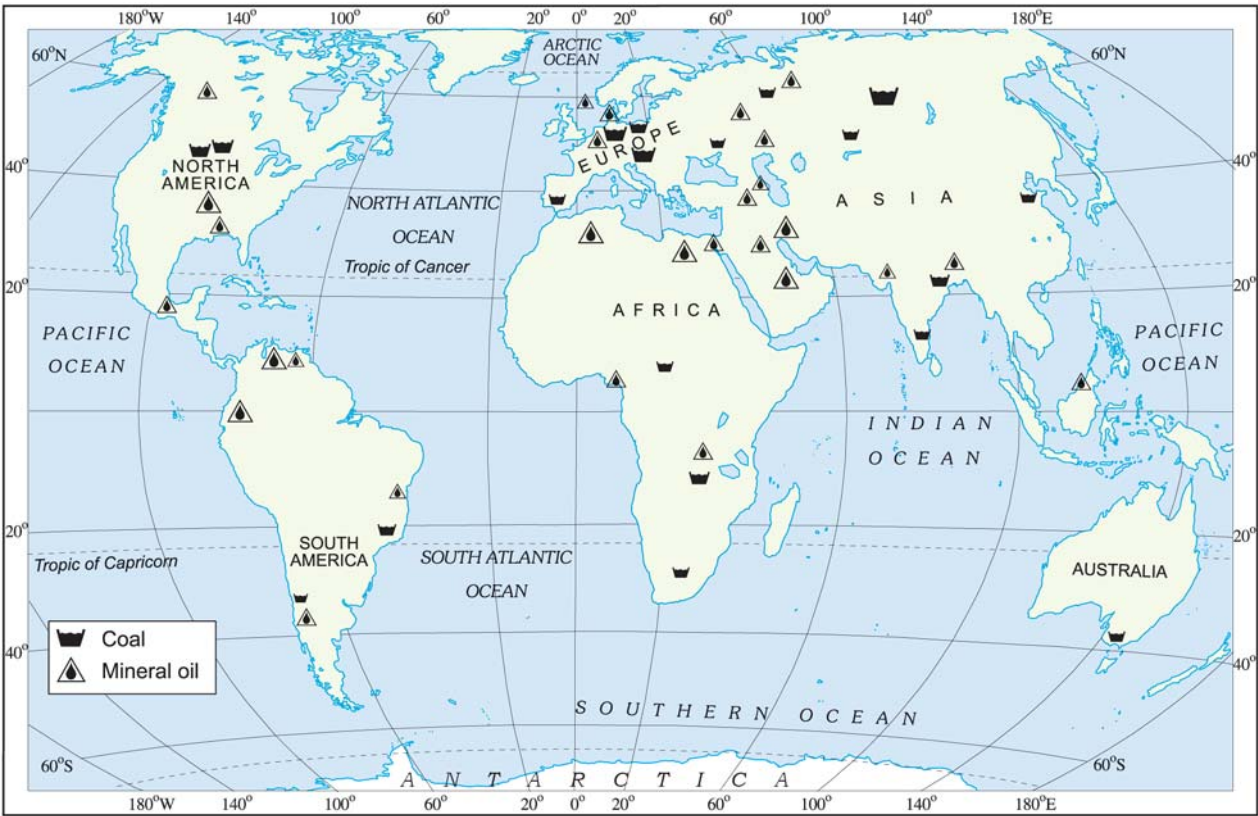 180°W 140° 100° 60° 20° 0° 20° 60° 100° 140° 180°E
60°N
ARCTIC
OCEAN
60°N
EUROPE
40°
NORTH
AMERICA
40°
ASIA
NORTH ATLANTIC
OCEAN
Tropic of Cancer
20°
20°
AFRICA
PACIFIC
OCEAN
PACIFIC
OCEAN
INDIAN
OCEAN
20°
20°
SOUTH
AMERICA
SOUTH ATLANTIC
OCEAN
Tropic of Capricorn
AUSTRALIA
Coal
Mineral oil
40°
40°
SOUTHERN OCEAN
60°S
60°S
ANTARCTICA
180°W 140° 100° 60° 20° 0° 20° 60° 100° 140° 180°E